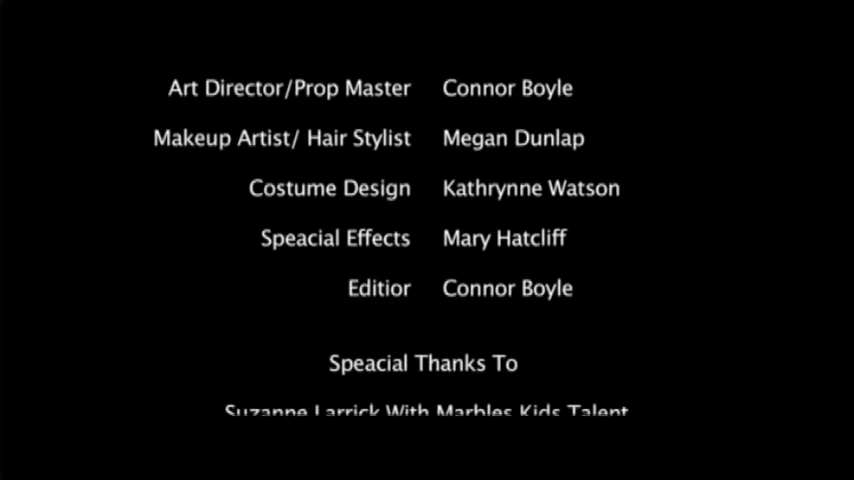 Art Director/Prop Master Connor Boyle
Makeup Artist/ Hair Stylist Megan Dunlap
Costume Design Kathrynne Watson
Speacial Effects Mary Hatcliff
Editior Connor Boyle
Speacial Thanks To
Suzanne Larrick With Marbles Kids Talent